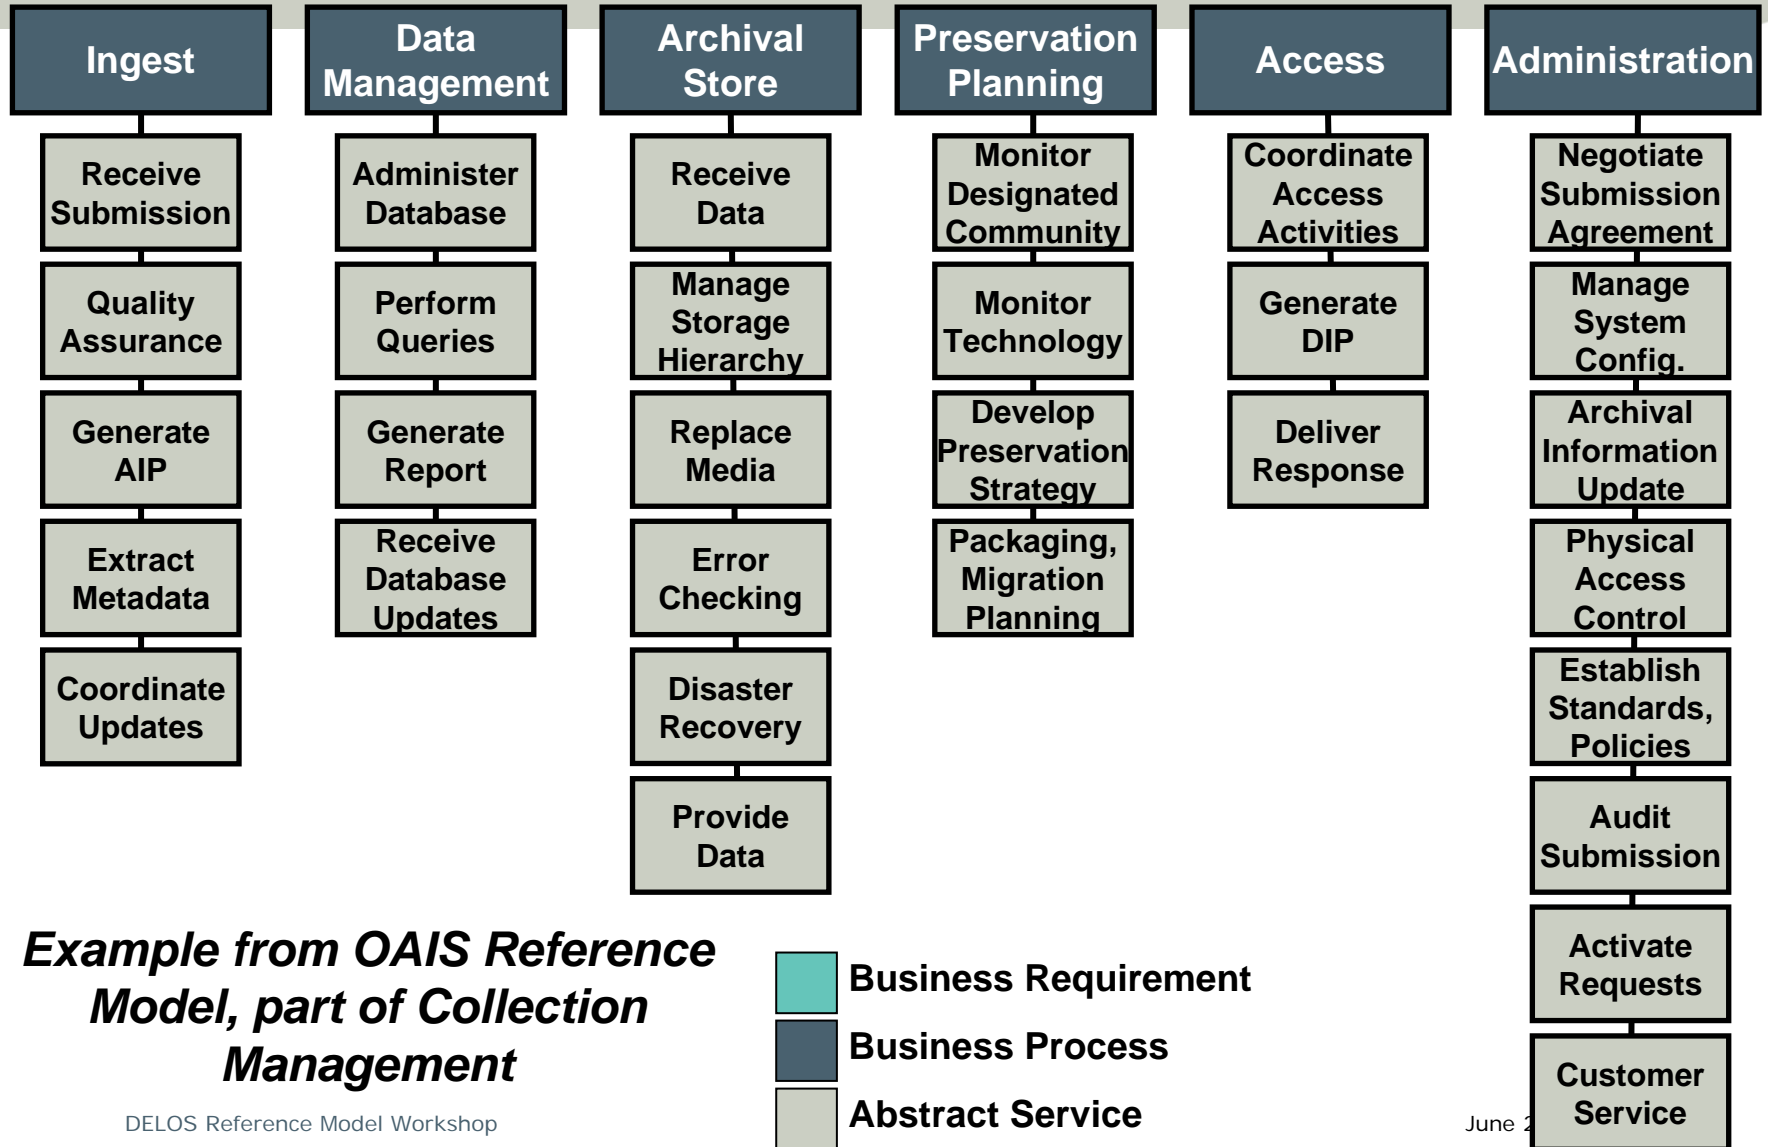 Ingest
Receive
Submission
Quality
Assurance
Generate
AIP
Extract
Metadata
Coordinate
Updates
Data
Management
Administer
Database
Perform
Queries
Generate
Report
Receive
Database
Updates
Archival
Store
Receive
Data
Manage
Storage
Hierarchy
Replace
Media
Error
Checking
Disaster
Recovery
Provide
Data
Preservation
Planning
Monitor
Designated
Community
Monitor
Technology
Develop
Preservation
Strategy
Packaging,
Migration
Planning
Access
Coordinate
Access
Activities
Generate
DIP
Deliver
Response
Administration
Negotiate
Submission
Agreement
Manage
System
Config.
Archival
Information
Update
Physical
Access
Control
Establish
Standards,
Policies
Audit
Submission
Activate
Requests
Customer
Service
Example from OAIS Reference
Model, part of Collection
Management
Business Requirement
Business Process
Abstract Service
DELOS Reference Model Workshop
June